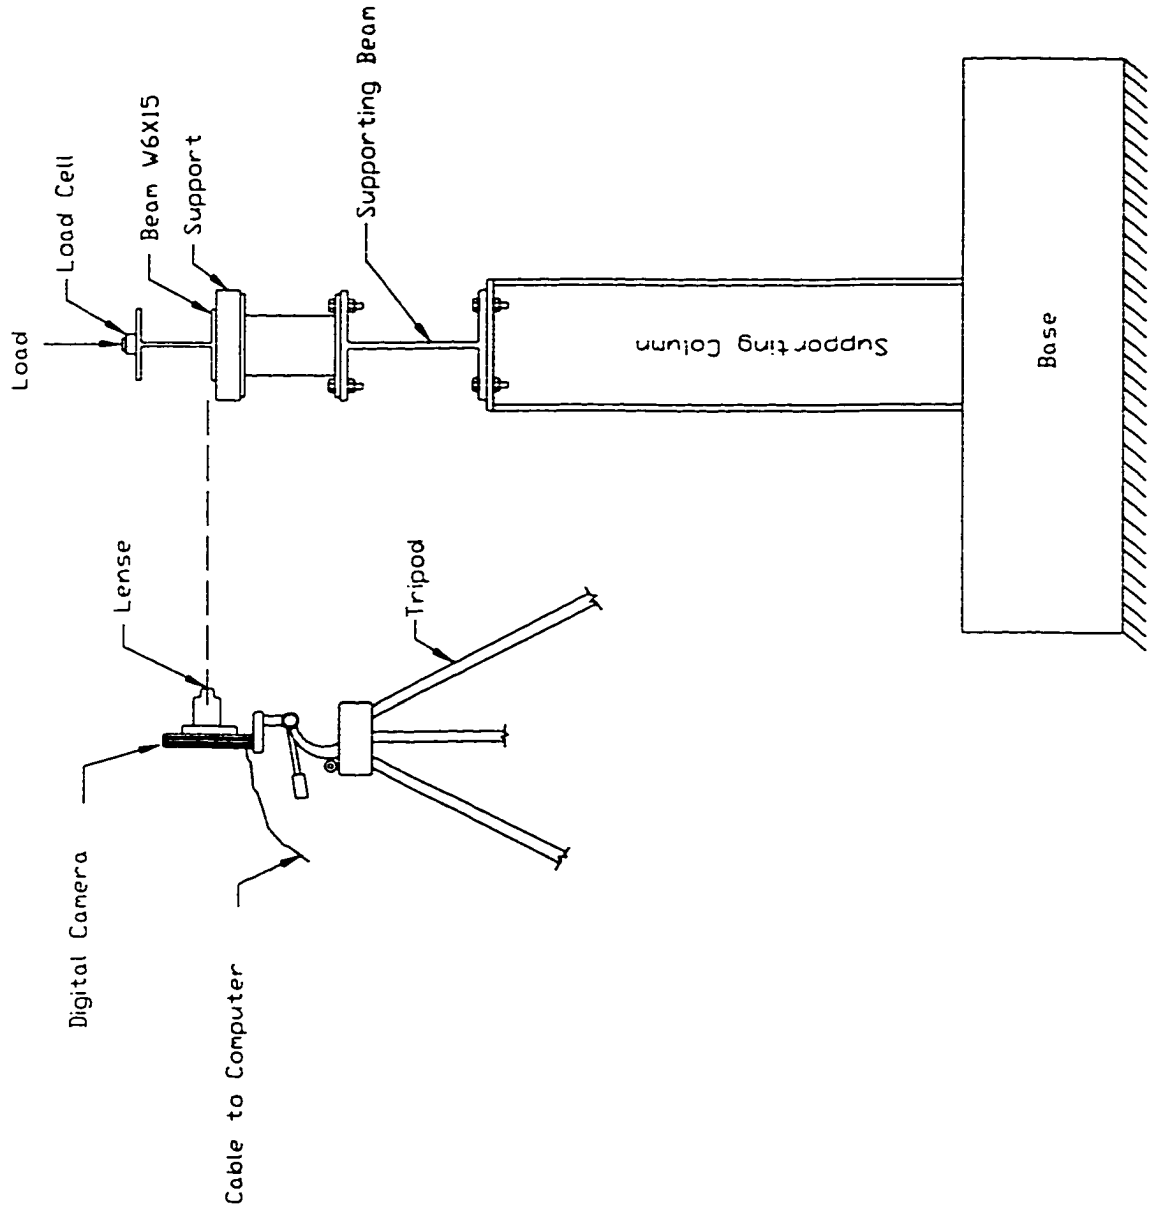 Load
Load Cell
Beam W6X15
Support
Supporting Beam
Lense
Digital Camera
Tripod
Cable to Computer
Supporting Column
Base